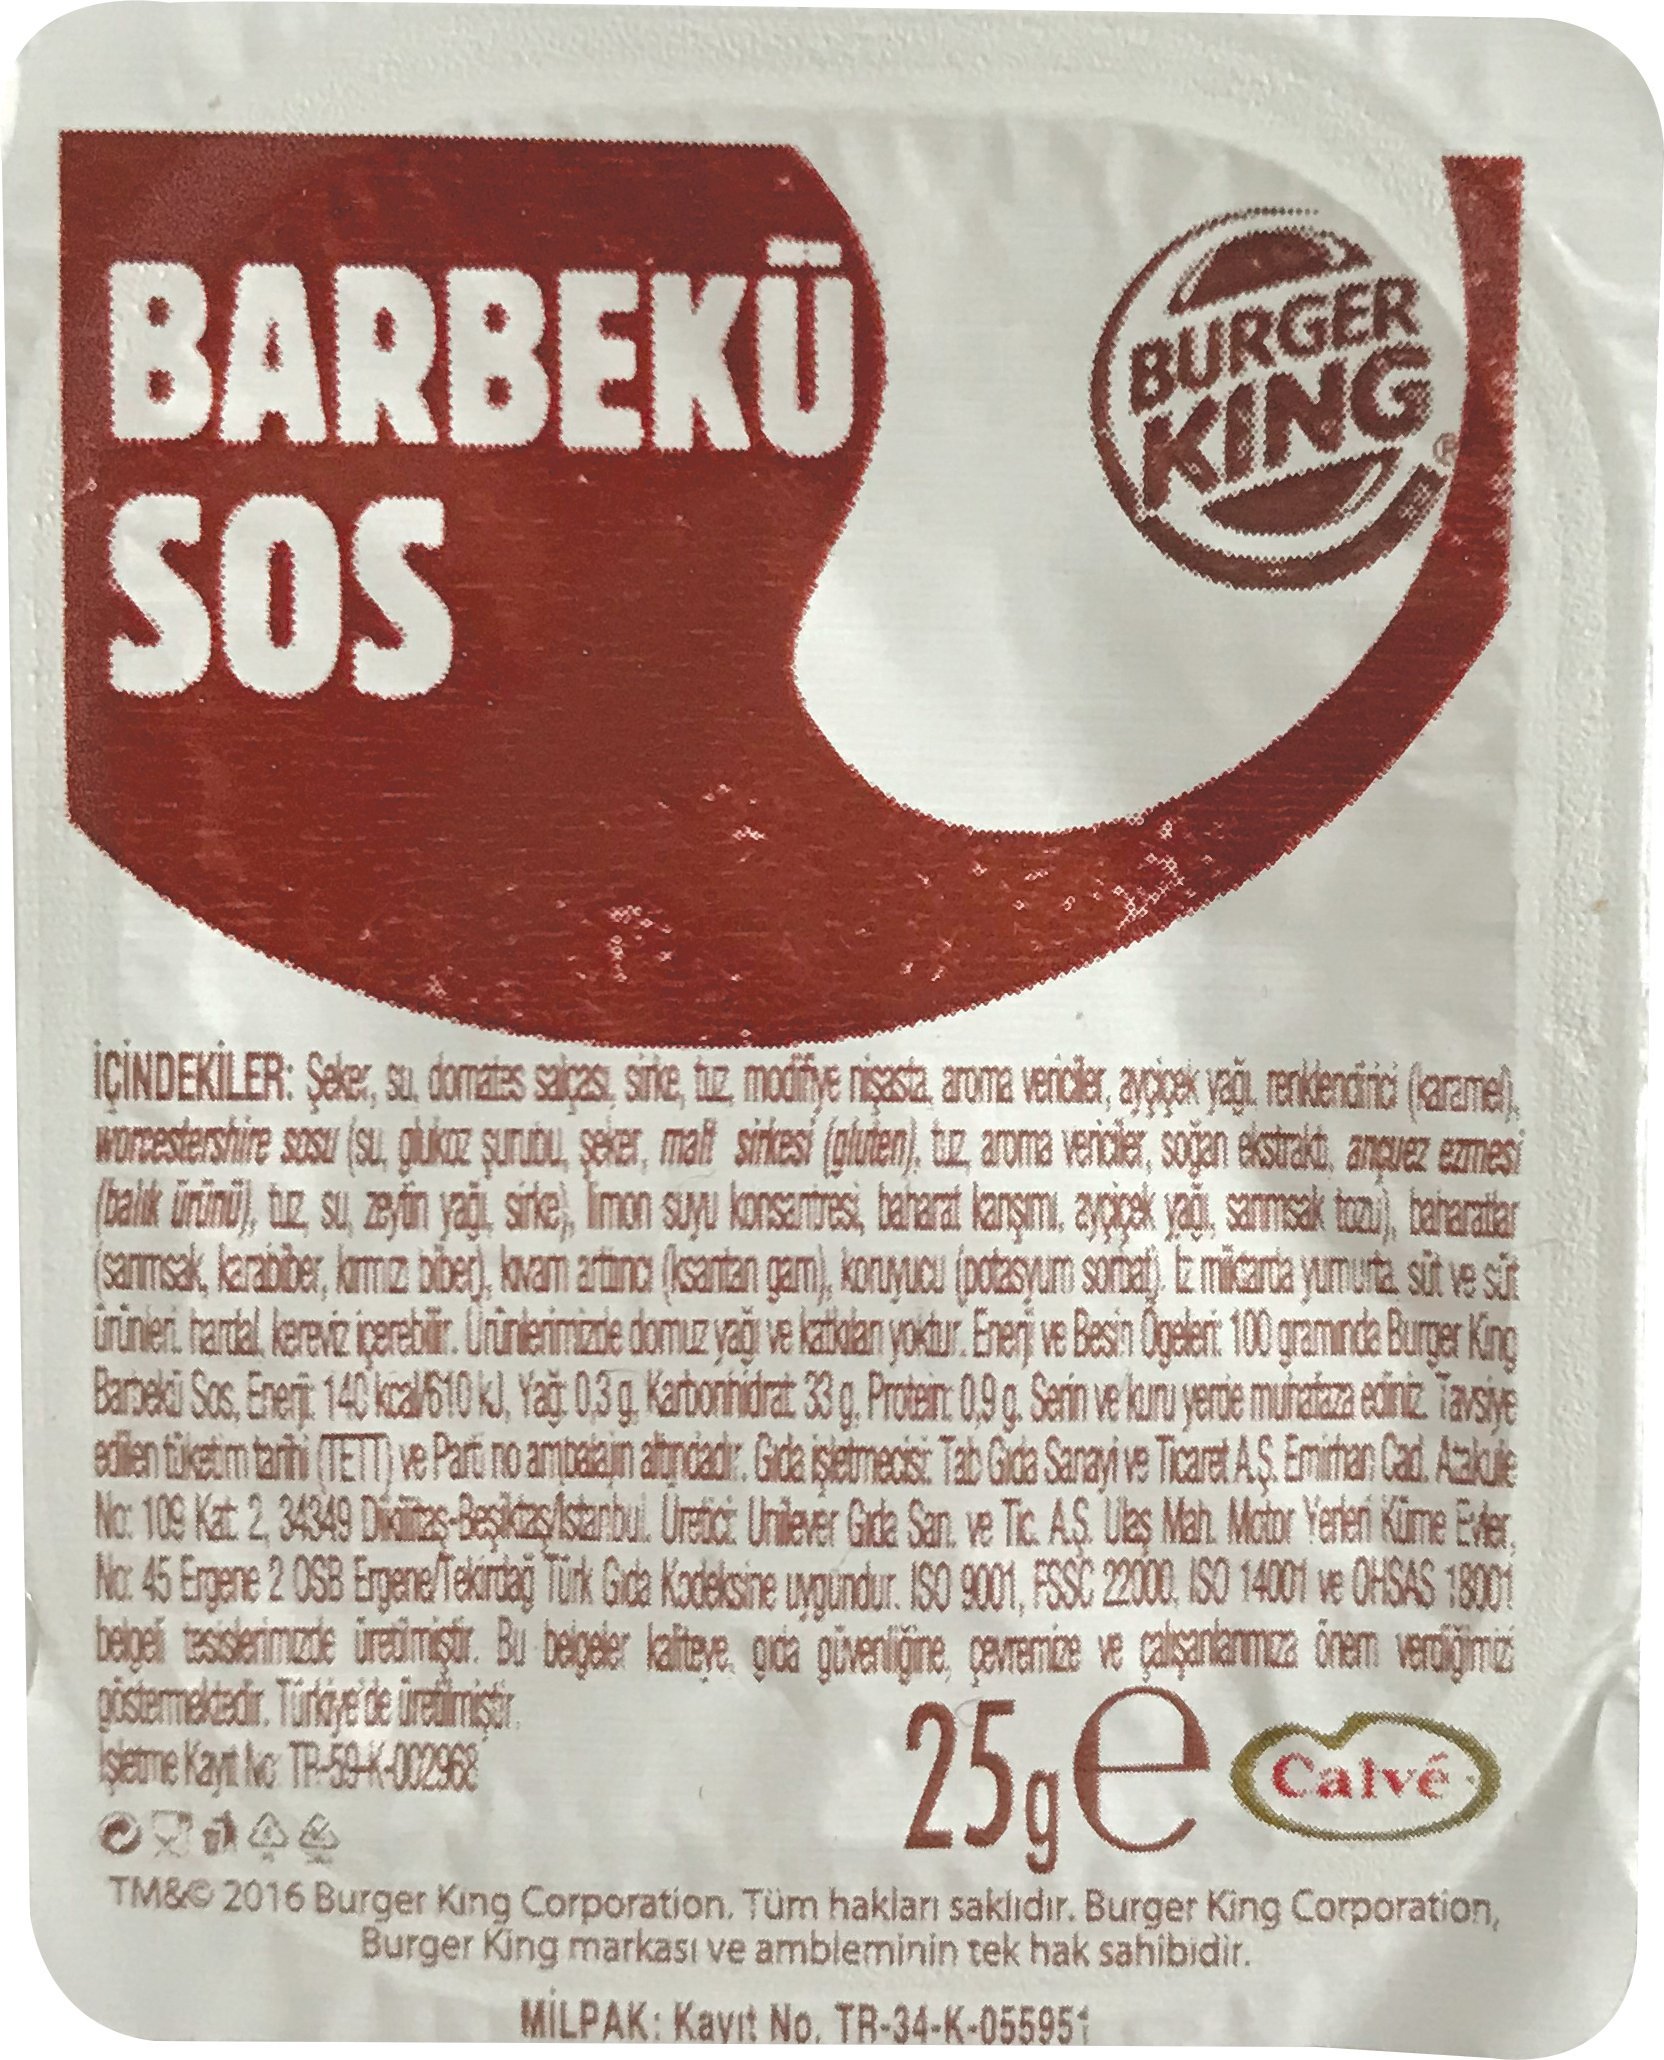 BARBEKÜ
SOS
BURGER
KING
®
İÇİNDEKİLER: Şeker, su, domates salçası, sirke, tuz, modifiye nişasta, aroma vericiler, ayçiçek yağı, renklendirici (karamel),
worcestershire sosu (su, glukoz şurubu, şeker, malt sirkesi (gluten), tuz, aroma vericiler, soğan ekstraktı, ançuez ezmesi
(balık ürünü), tuz, su, zeytin yağı, sirke), limon suyu konsantresi, baharat karışımı, ayçiçek yağı, sarımsak tozu), baharatlar
(sarımsak, karabiber, kırmızı biber), kıvam arttırıcı (ksantan gam), koruyucu (potasyum sorbat). İz miktarda yumurta, süt ve süt
ürünleri, hardal, kereviz içerebilir. Ürünlerimizde domuz yağı ve katkıları yoktur. Enerji ve Besin Ögeleri: 100 gramında Burger King
Barbekü Sos, Enerji: 140 kcal/610 kJ, Yağ: 0,3 g, Karbonhidrat: 33 g, Protein: 0,9 g. Serin ve kuru yerde muhafaza ediniz. Tavsiye
edilen tüketim tarihi (TETT) ve Parti no ambalajın altındadır. Gıda işletmecisi: Tab Gıda Sanayi ve Ticaret A.Ş. Emirhan Cad. Atakule
No: 109 Kat: 2, 34349 Dikilitaş-Beşiktaş/İstanbul. Üretici: Unilever Gıda San. ve Tic. A.Ş. Ulaş Mah. Motor Yerleri Küme Evler,
No: 45 Ergene 2 OSB Ergene/Tekirdağ Türk Gıda Kodeksine uygundur. ISO 9001, FSSC 22000, ISO 14001 ve OHSAS 18001
belgeli tesislerimizde üretilmiştir. Bu belgeler kaliteye, gıda güvenliğine, çevremize ve çalışanlarımıza önem verdiğimizi
göstermektedir. Türkiye'de üretilmiştir.
İşletme Kayıt No: TR-59-K-002968
25g e
Calvé
TM&© 2016 Burger King Corporation. Tüm hakları saklıdır. Burger King Corporation,
Burger King markası ve ambleminin tek hak sahibidir.
MİLPAK: Kayıt No. TR-34-K-055951